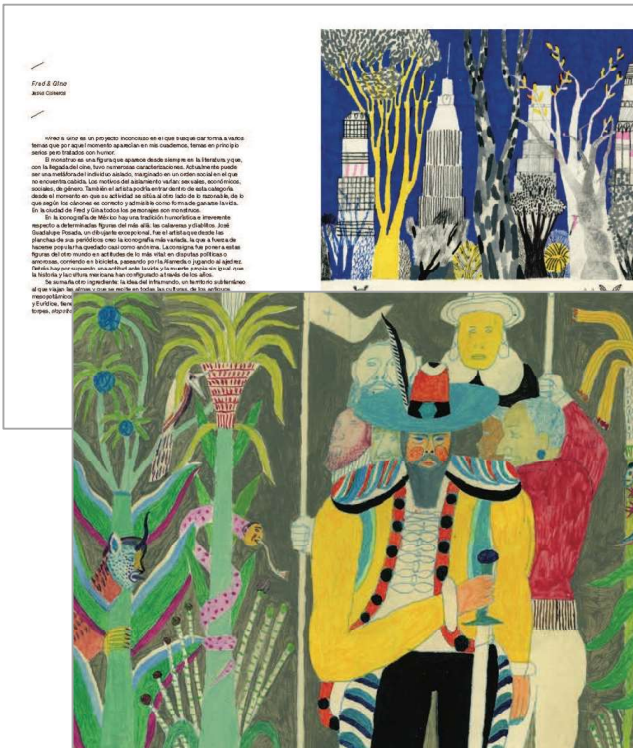 Fred & Gina
Jesús Cisneros
«Fred & Gina» es un proyecto inconcluso en el que busqué dar forma a varios
temas que por aquel momento aparecían en mis cuadernos, temas en principio
serios pero tratados con humor.
El monstruo es una figura que aparece desde siempre en la literatura y que,
con la llegada del cine, tuvo numerosas caracterizaciones. Actualmente puede
ser una metáfora del individuo aislado, marginado en un orden social en el que
no encuentra cabida. Los motivos del aislamiento varían: sexuales, económicos,
sociales, de género. También el artista podría entrar dentro de esta categoría
desde el momento en que su actividad se sitúa al otro lado de lo razonable, de lo
que según los cánones es correcto y admisible como forma de ganarse la vida.
En la ciudad de Fred y Gina todos los personajes son monstruos.
En la iconografía de México hay una tradición humorística e irreverente
respecto a determinadas figuras del más allá: las calaveras y diablitos. José
Guadalupe Posada, un dibujante excepcional, fue el artista que desde las
planchas de sus periódicos creó la iconografía más variada, la que a fuerza de
hacerse popular ha quedado casi como anónima. La consigna fue poner a estas
figuras del otro mundo en actitudes de lo más vital: en disputas políticas o
amorosas, corriendo en bicicleta, paseando por la Alameda o jugando al ajedrez.
Detrás hay por supuesto una actitud ante la vida y la muerte propia sin igual que
la historia y la cultura mexicana han configurado a través de los años.
Se sumaría otro ingrediente: la idea del inframundo, un territorio subterráneo
al que viajan las almas y que se repite en todas las culturas, de los antiguos
mesopotámicos
y Eurídice, tiene
torpes,